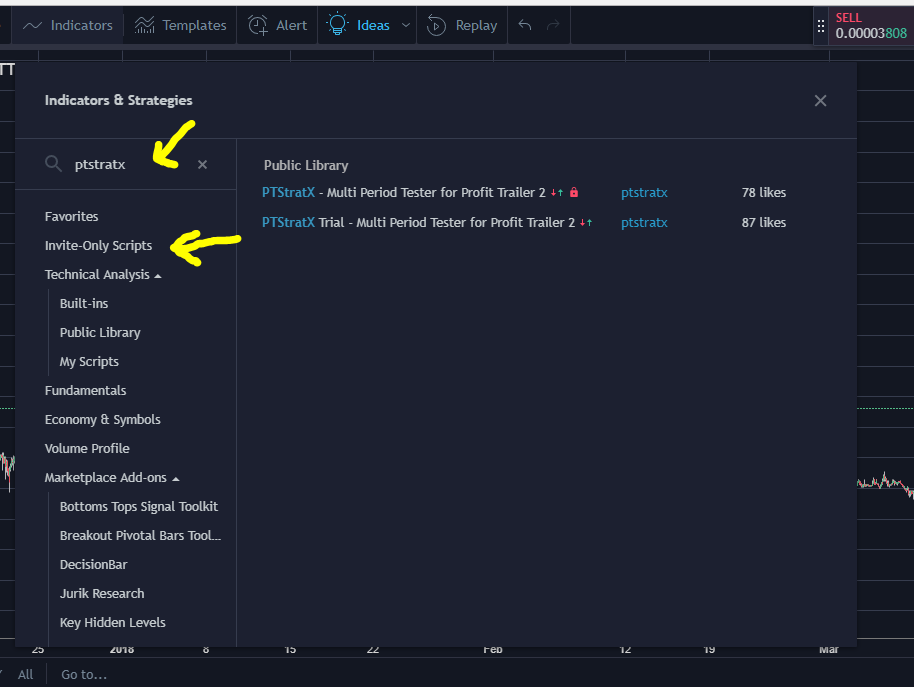 Indicators Templates Alert Ideas Replay
SELL
0.00003808
Indicators & Strategies
ptstratx
Public Library
PTStratX - Multi Period Tester for Profit Trailer 2 ptstratx 78 likes
PTStratX Trial - Multi Period Tester for Profit Trailer 2 ptstratx 87 likes
Favorites
Invite-Only Scripts
Technical Analysis
Built-ins
Public Library
My Scripts
Fundamentals
Economy & Symbols
Volume Profile
Marketplace Add-ons
Bottoms Tops Signal Toolkit
Breakout Pivotal Bars Tool...
DecisionBar
Jurik Research
Key Hidden Levels
25 2018 8 15 22 Feb 12 19 Mar
All Go to...